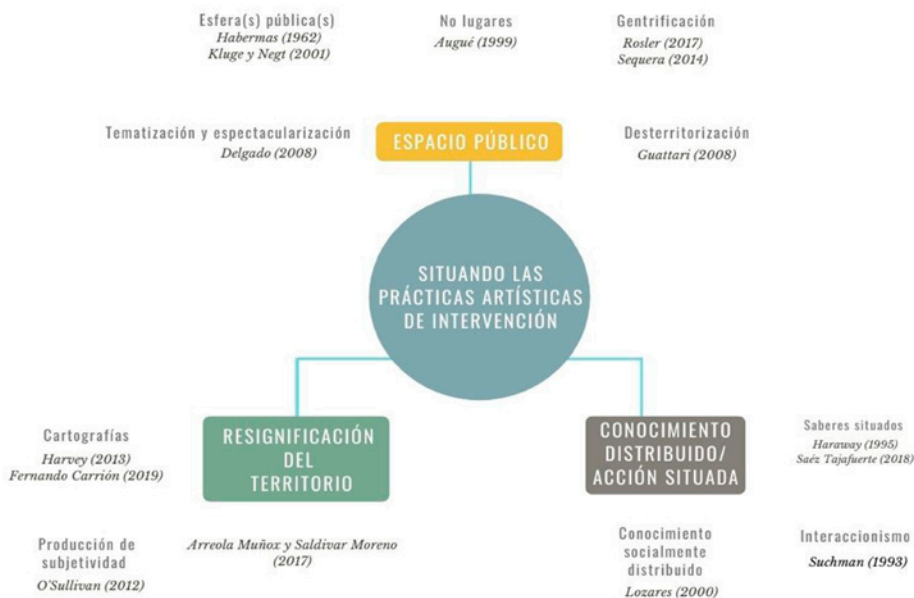 Esfera(s) pública(s)
Habermas (1962)
Kluge y Negt (2001)
No lugares
Augué (1999)
Gentrificación
Rosler (2017)
Sequera (2014)
Tematización y espectacularización
Delgado (2008)
ESPACIO PÚBLICO
Desterritorización
Guattari (2008)
SITUANDO LAS
PRÁCTICAS ARTÍSTICAS
DE INTERVENCIÓN
Cartografías
Harvey (2013)
Fernando Carrión (2019)
RESIGNIFICACIÓN
DEL
TERRITORIO
CONOCIMIENTO
DISTRIBUIDO/
ACCIÓN SITUADA
Saberes situados
Haraway (1995)
Saéz Tajafuerte (2018)
Producción de
subjetividad
O'Sullivan (2012)
Arreola Muñox y Saldivar Moreno
(2017)
Conocimiento
socialmente
distribuido
Lozares (2000)
Interaccionismo
Suchman (1993)